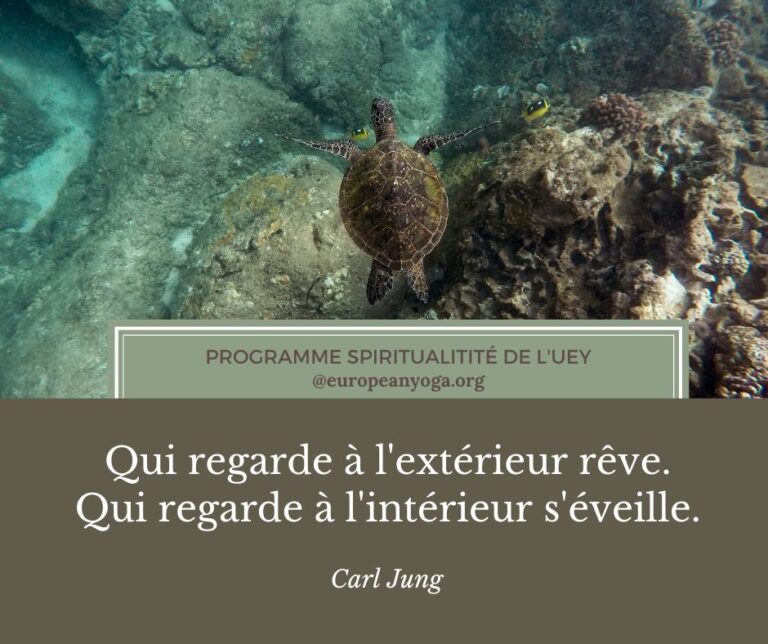 PROGRAMME SPIRITUALITITÉ DE L'UEY
@europeanyoga.org
Qui regarde à l'extérieur rêve.
Qui regarde à l'intérieur s'éveille.
Carl Jung